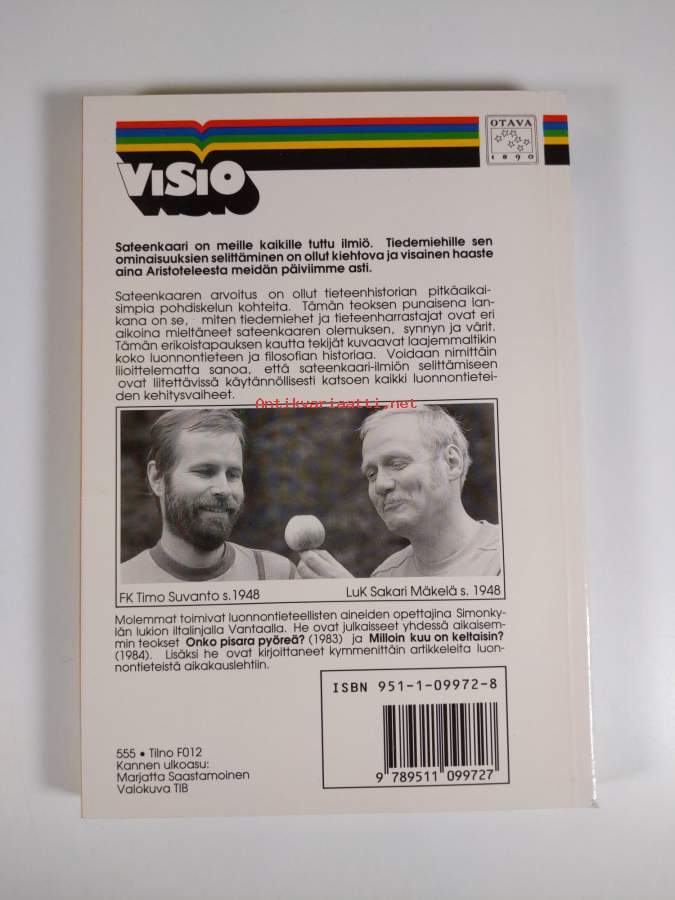 OTAVA
1890
VISIO
Sateenkaari on meille kaikille tuttu ilmiö. Tiedemiehille sen
ominaisuuksien selittäminen on ollut kiehtova ja visainen haaste
aina Aristoteleesta meidän päiviimme asti.
Sateenkaaren arvoitus on ollut tieteenhistorian pitkäaikai-
simpia pohdiskelun kohteita. Tämän teoksen punaisena lan-
kana on se, miten tiedemiehet ja tieteenharrastajat ovat eri
aikoina mieltäneet sateenkaaren olemuksen, synnyn ja värit.
Tämän erikoistapauksen kautta tekijät kuvaavat laajemmaltikin
koko luonnontieteen ja filosofian historiaa. Voidaan nimittäin
liioittelematta sanoa, että sateenkaari-ilmiön selittämiseen
ovat liitettävissä käytännöllisesti katsoen kaikki luonnontietei-
den kehitysvaiheet.
Antikvariaatti.net
FK Timo Suvanto s.1948
LuK Sakari Mäkelä s. 1948
Molemmat toimivat luonnontieteellisten aineiden opettajina Simonky-
län lukion iltalinjalla Vantaalla. He ovat julkaisseet yhdessä aikaisem-
min teokset Onko pisara pyöreä? (1983) ja Milloin kuu on keltaisin?
(1984). Lisäksi he ovat kirjoittaneet kymmenittäin artikkeleita luon-
nontieteistä aikakauslehtiin.
ISBN 951-1-09972-8
9 789511 099727
555 • Tilno F012
Kannen ulkoasu:
Marjatta Saastamoinen
Valokuva TIB